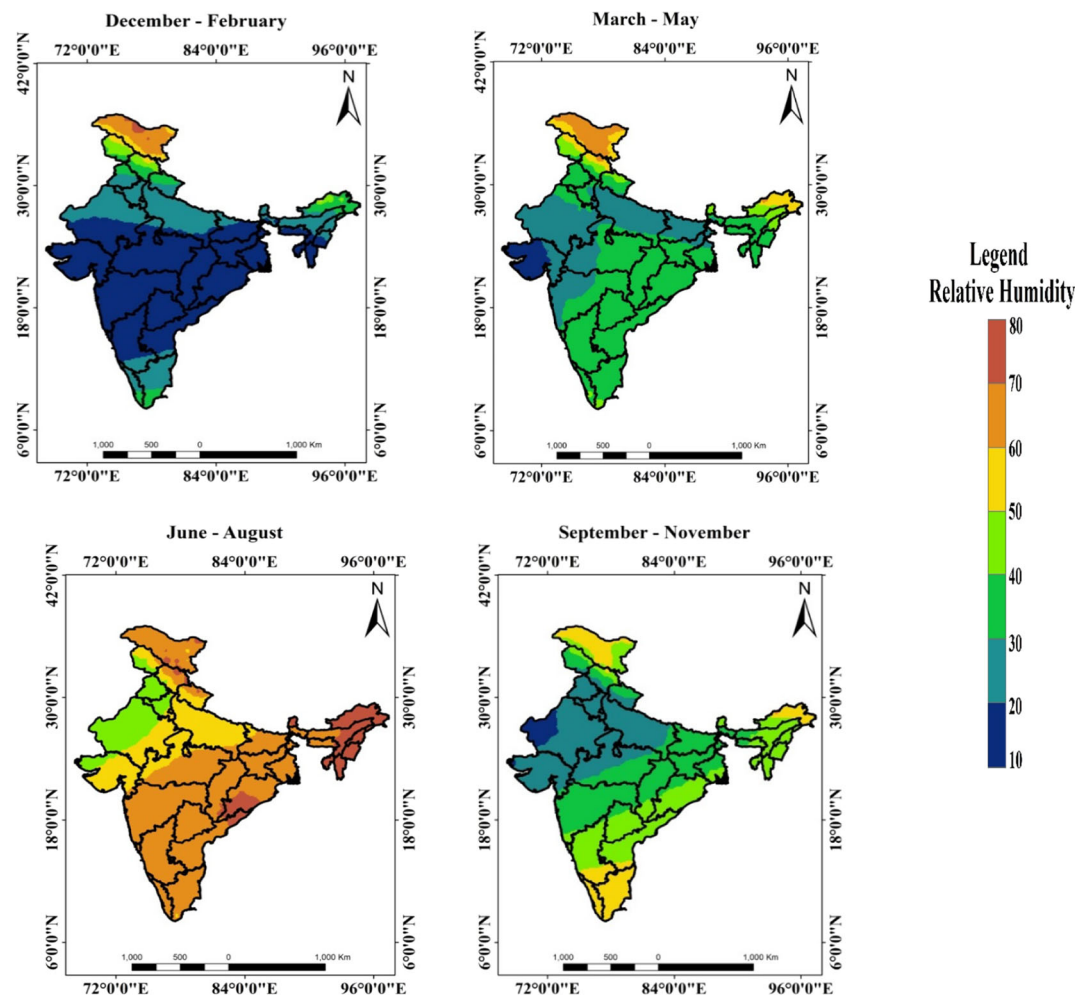 December - February
72°0'0"E 84°0'0"E 96°0'0"E
42°0'0"N
N
30°0'0"N 30°0'0"N
18°0'0"N 18°0'0"N
6°0'0"N 6°0'0"N
1,000 500 0 1,000 Km
72°0'0"E 84°0'0"E 96°0'0"E
March - May
72°0'0"E 84°0'0"E 96°0'0"E
42°0'0"N
N
30°0'0"N 30°0'0"N
18°0'0"N 18°0'0"N
6°0'0"N 6°0'0"N
1,000 500 0 1,000 Km
72°0'0"E 84°0'0"E 96°0'0"E
Legend
Relative Humidity
80
70
60
50
40
30
20
10
June - August
72°0'0"E 84°0'0"E 96°0'0"E
42°0'0"N
N
30°0'0"N 30°0'0"N
18°0'0"N 18°0'0"N
6°0'0"N 6°0'0"N
1,000 500 0 1,000 Km
72°0'0"E 84°0'0"E 96°0'0"E
September - November
72°0'0"E 84°0'0"E 96°0'0"E
42°0'0"N
N
30°0'0"N 30°0'0"N
18°0'0"N 18°0'0"N
6°0'0"N 6°0'0"N
1,000 500 0 1,000 Km
72°0'0"E 84°0'0"E 96°0'0"E